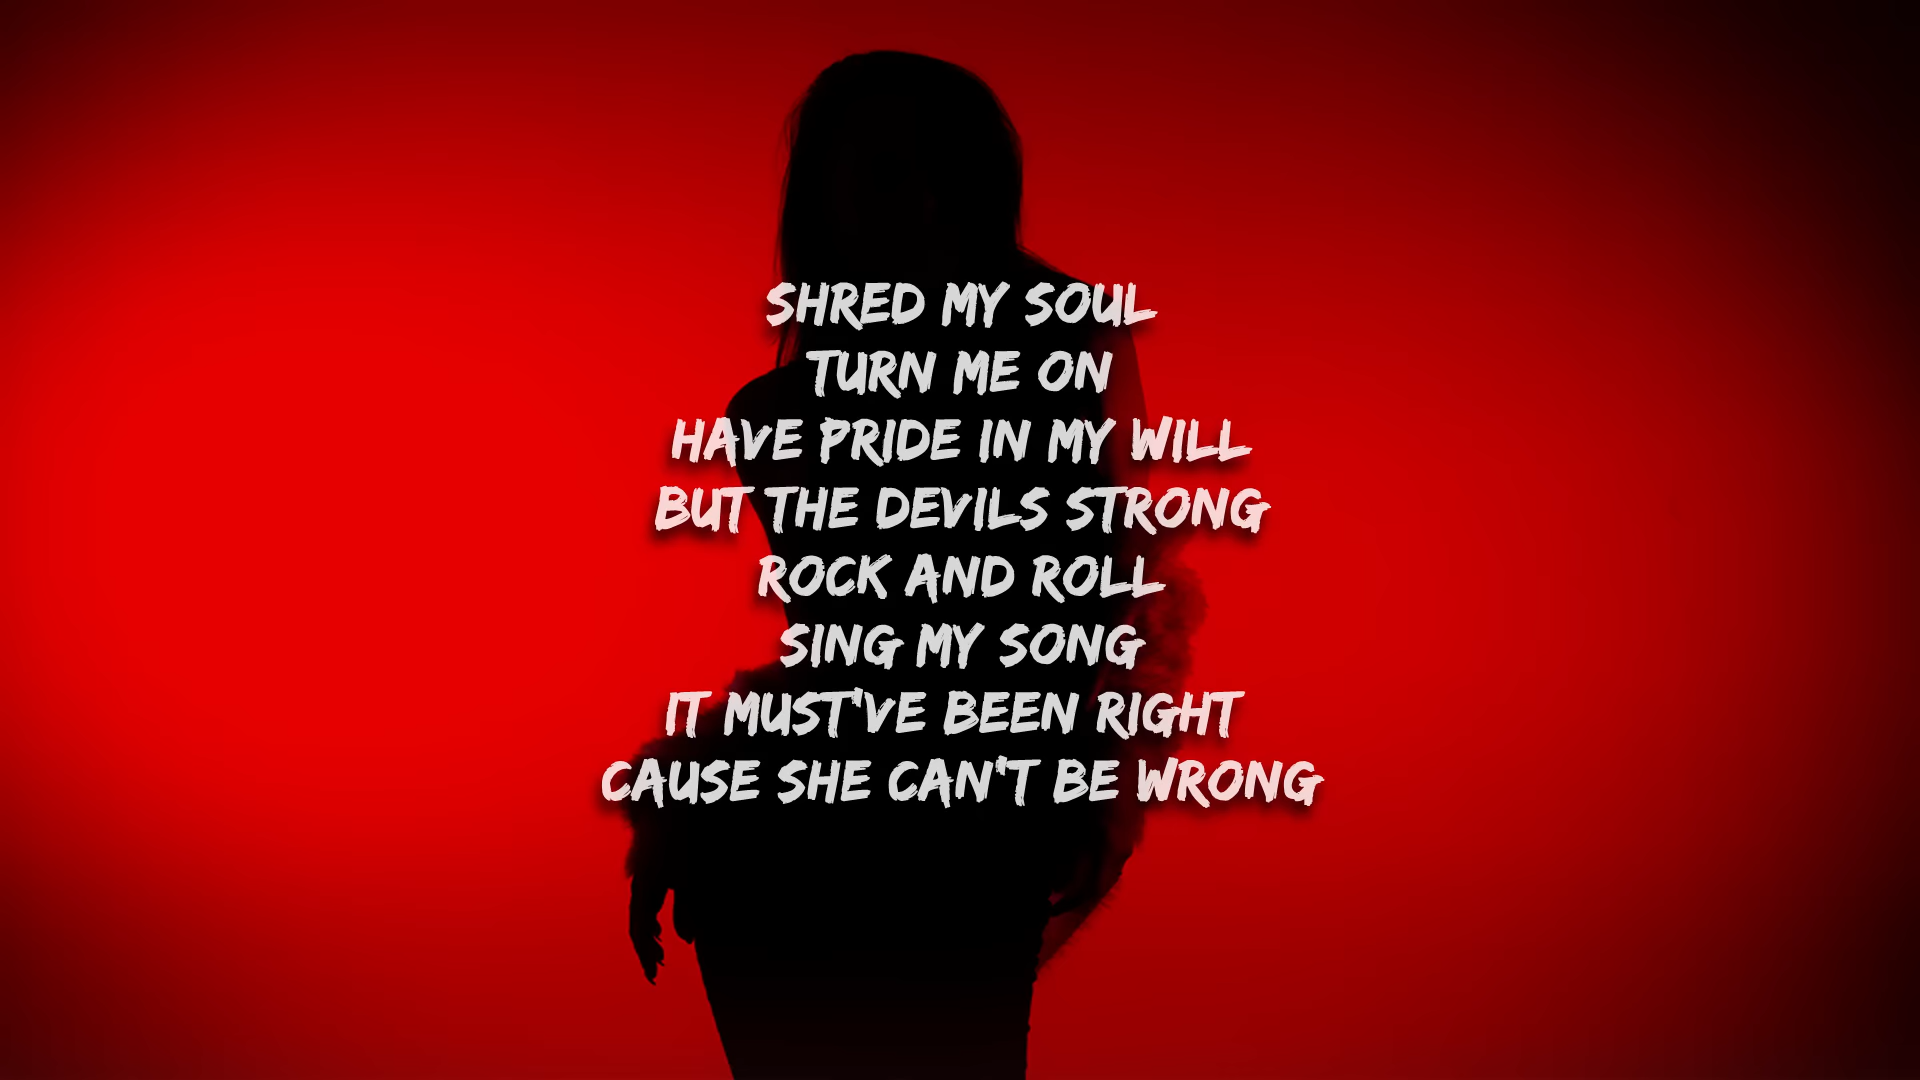 SHRED MY SOUL
TURN ME ON
HAVE PRIDE IN MY WILL
BUT THE DEVILS STRONG
ROCK AND ROLL
SING MY SONG
IT MUST'VE BEEN RIGHT
CAUSE SHE CAN'T BE WRONG